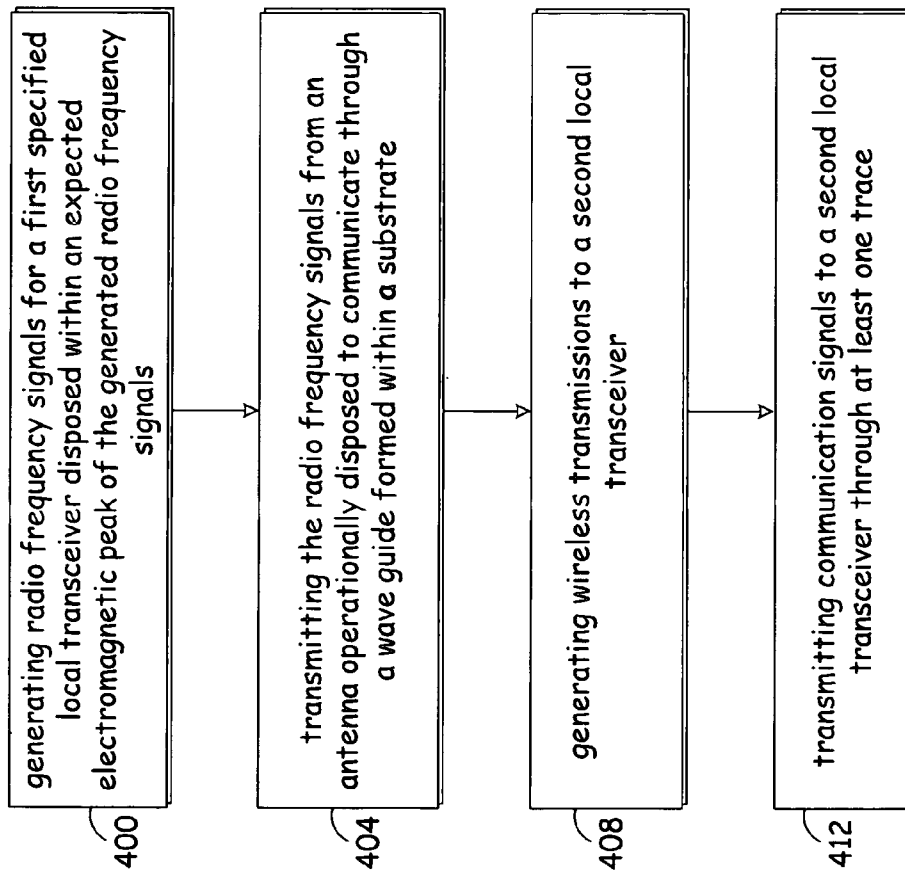 generating radio frequency signals for a first specified
local transceiver disposed within an expected
electromagnetic peak of the generated radio frequency
signals
400
transmitting the radio frequency signals from an
antenna operationally disposed to communicate through
a wave guide formed within a substrate
404
generating wireless transmissions to a second local
transceiver
408
transmitting communication signals to a second local
transceiver through at least one trace
412